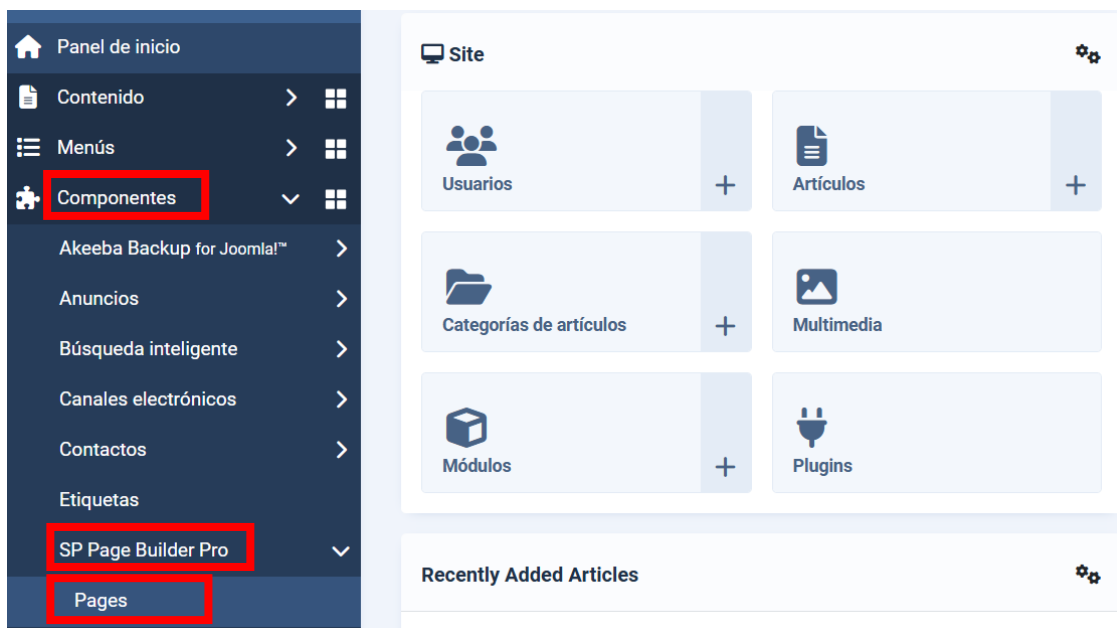 Panel de inicio
Contenido
Menús
Componentes
Akeeba Backup for Joomla!™
Anuncios
Búsqueda inteligente
Canales electrónicos
Contactos
Etiquetas
SP Page Builder Pro
Pages
Site
Usuarios
Artículos
Categorías de artículos
Multimedia
Módulos
Plugins
Recently Added Articles